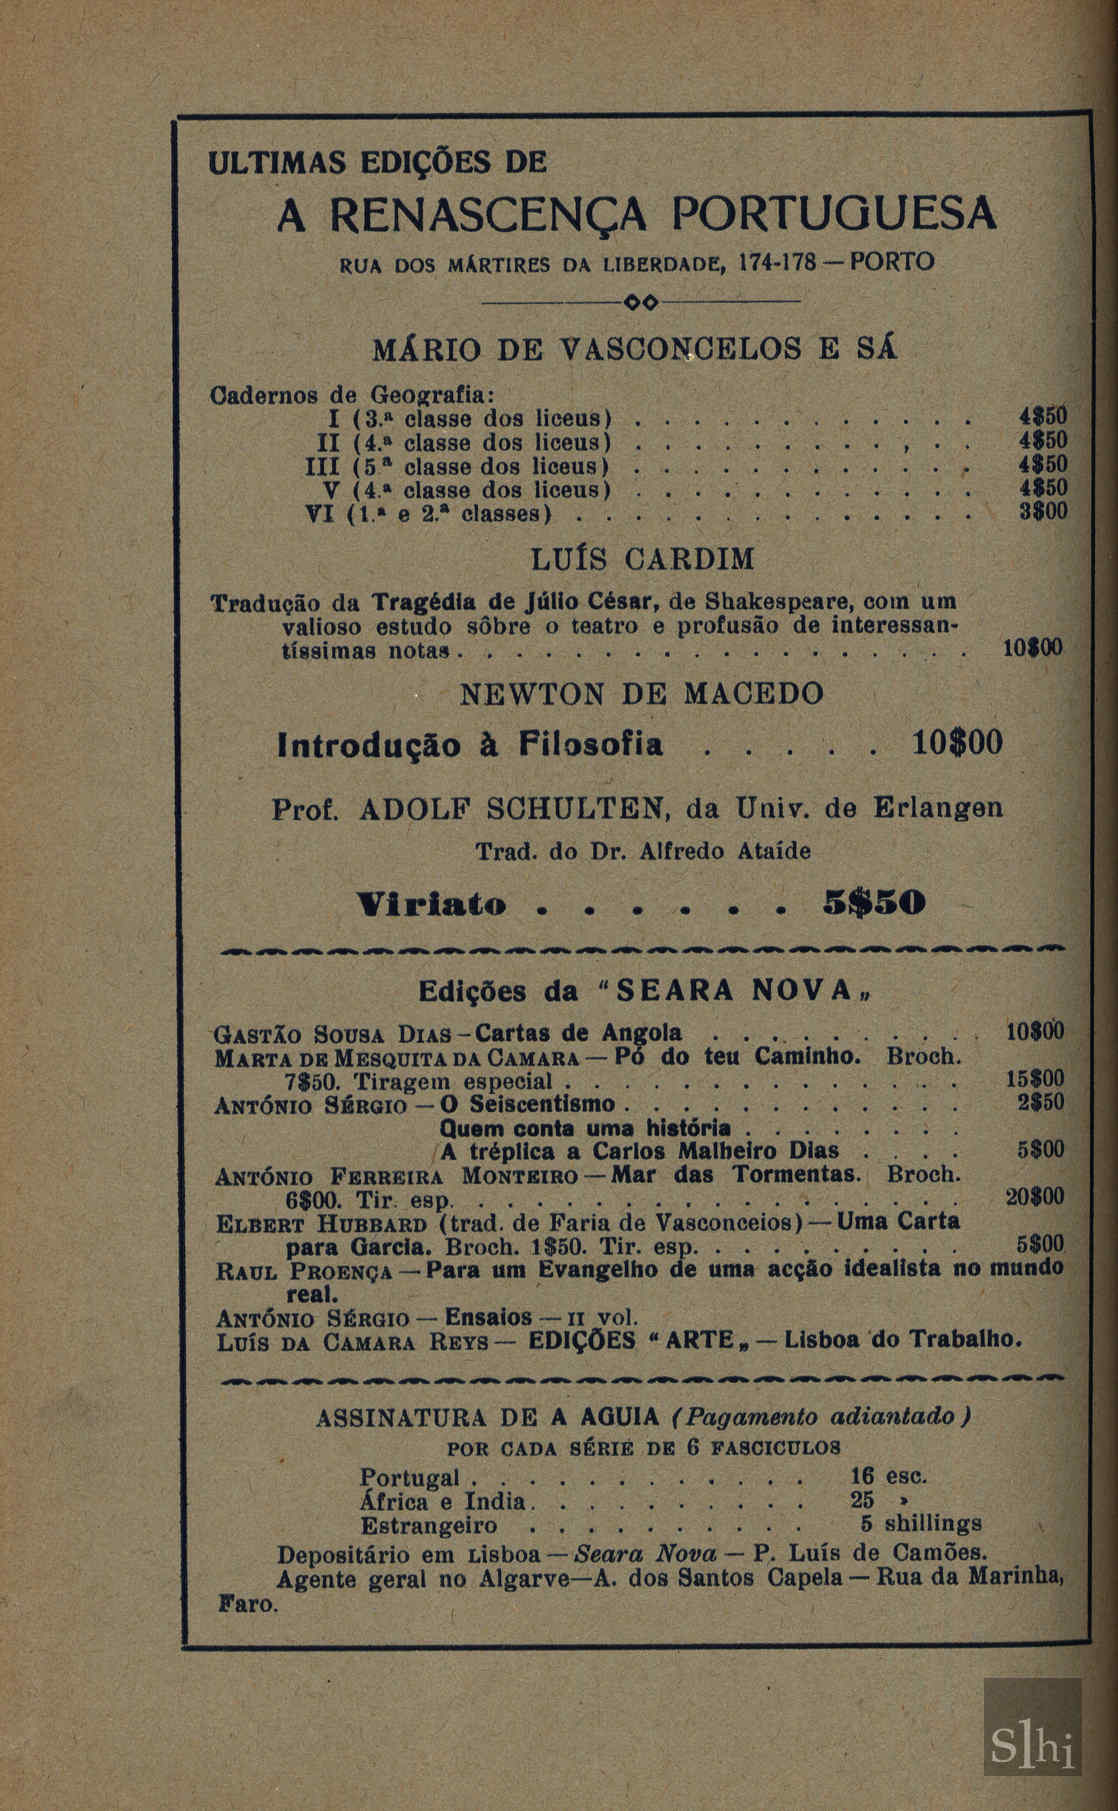 ULTIMAS EDIÇÕES DE
A RENASCENÇA PORTUGUESA
RUA DOS MÁRTIRES DA LIBERDADE, 174-178 — PORTO
MÁRIO DE VASCONCELOS E SÁ
Cadernos de Geografia:
I (3.ª classe dos liceus) . . . . . . . . . . . . 4$50
II (4.ª classe dos liceus) . . . . . . . . . . . . 4$50
III (5ª classe dos liceus) . . . . . . . . . . . . 4$50
V (4.ª classe dos liceus) . . . . . . . . . . . . 4$50
VI (1.ª e 2.ª classes) . . . . . . . . . . . . . . 3$00
LUÍS CARDIM
Tradução da Tragédia de Júlio César, de Shakespeare, com um
valioso estudo sôbre o teatro e profusão de interessan-
tíssimas notas . . . . . . . . . . . . . . . . . . 10$00
NEWTON DE MACEDO
Introdução à Filosofia . . . . . 10$00
Prof. ADOLF SCHULTEN, da Univ. de Erlangen
Trad. do Dr. Alfredo Ataíde
Viriato . . . . . . 5$50
Edições da "SEARA NOVA„
GASTÃO SOUSA DIAS - Cartas de Angola . . . . . . . . . 10$00
MARTA DE MESQUITA DA CAMARA — Pó do teu Caminho. Broch.
7$50. Tiragem especial . . . . . . . . . . . . . . 15$00
ANTÓNIO SÉRGIO — O Seiscentismo . . . . . . . . . . . . 2$50
Quem conta uma história . . . . . . . .
A tréplica a Carlos Malheiro Dias . . . . 5$00
ANTÓNIO FERREIRA MONTEIRO — Mar das Tormentas. Broch.
6$00. Tir. esp. . . . . . . . . . . . . . . . . . 20$00
ELBERT HUBBARD (trad. de Faria de Vasconceios) — Uma Carta
para Garcia. Broch. 1$50. Tir. esp. . . . . . . . . . 5$00
RAUL PROENÇA — Para um Evangelho de uma acção idealista no mundo
real.
ANTÓNIO SÉRGIO — Ensaios — II vol.
LUÍS DA CAMARA REYS — EDIÇÕES "ARTE„ — Lisboa do Trabalho.
ASSINATURA DE A AGUIA (Pagamento adiantado)
POR CADA SÉRIE DE 6 FASCICULOS
Portugal . . . . . . . . . . . . 16 esc.
África e Índia . . . . . . . . . . 25 »
Estrangeiro . . . . . . . . . . 5 shillings
Depositário em Lisboa — Seara Nova — P. Luís de Camões.
Agente geral no Algarve—A. dos Santos Capela — Rua da Marinha,
Faro.
slhi